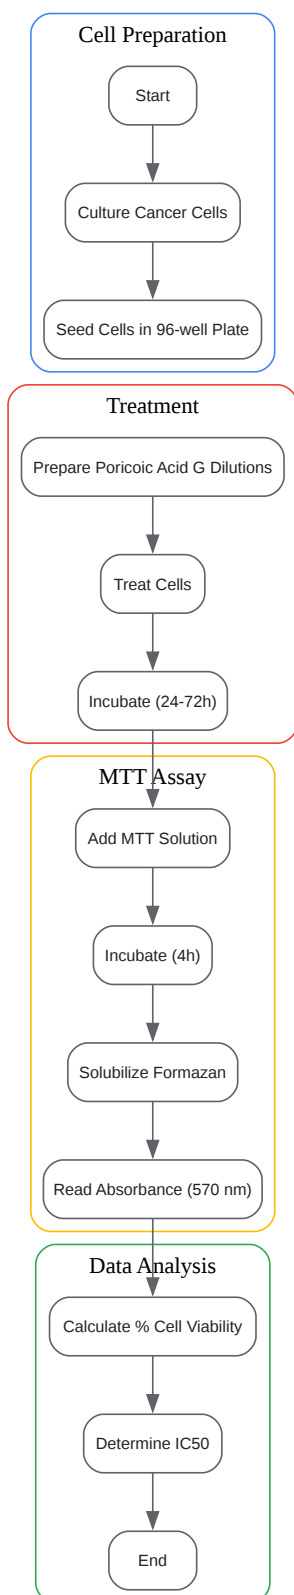 Cell Preparation
Start
Culture Cancer Cells
Seed Cells in 96-well Plate
Treatment
Prepare Poricoic Acid G Dilutions
Treat Cells
Incubate (24-72h)
MTT Assay
Add MTT Solution
Incubate (4h)
Solubilize Formazan
Read Absorbance (570 nm)
Data Analysis
Calculate % Cell Viability
Determine IC50
End